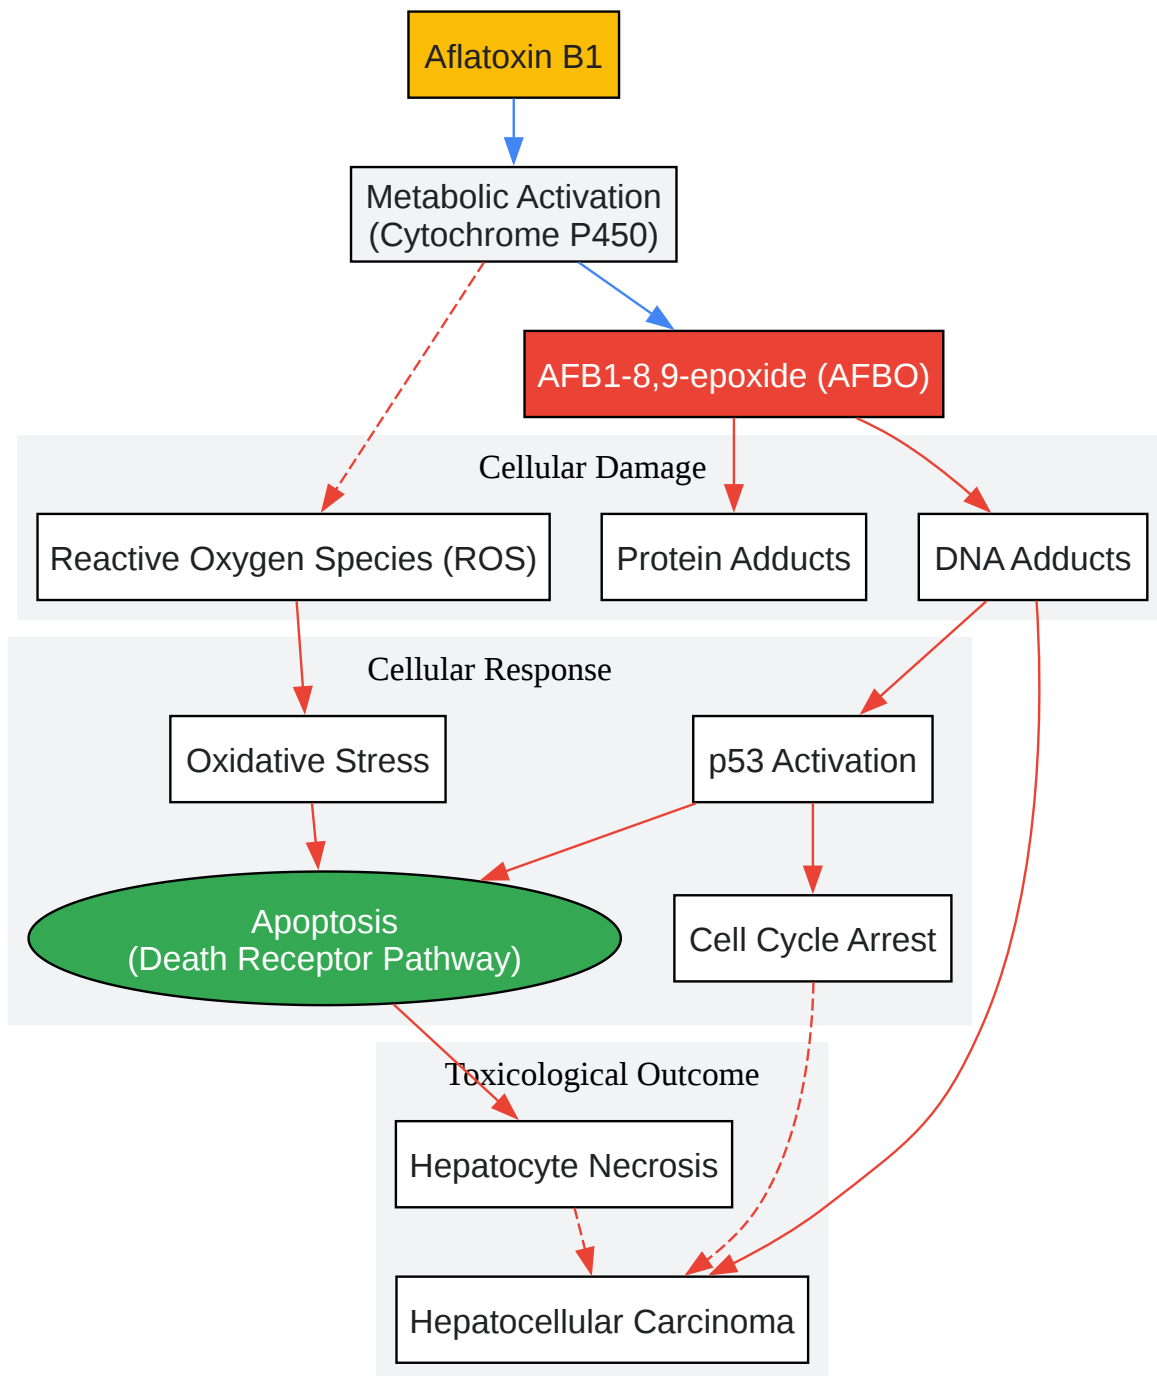 Aflatoxin B1
Metabolic Activation
(Cytochrome P450)
AFB1-8,9-epoxide (AFBO)
Cellular Damage
Reactive Oxygen Species (ROS)
Protein Adducts
DNA Adducts
Cellular Response
Oxidative Stress
p53 Activation
Apoptosis
(Death Receptor Pathway)
Cell Cycle Arrest
Toxicological Outcome
Hepatocyte Necrosis
Hepatocellular Carcinoma